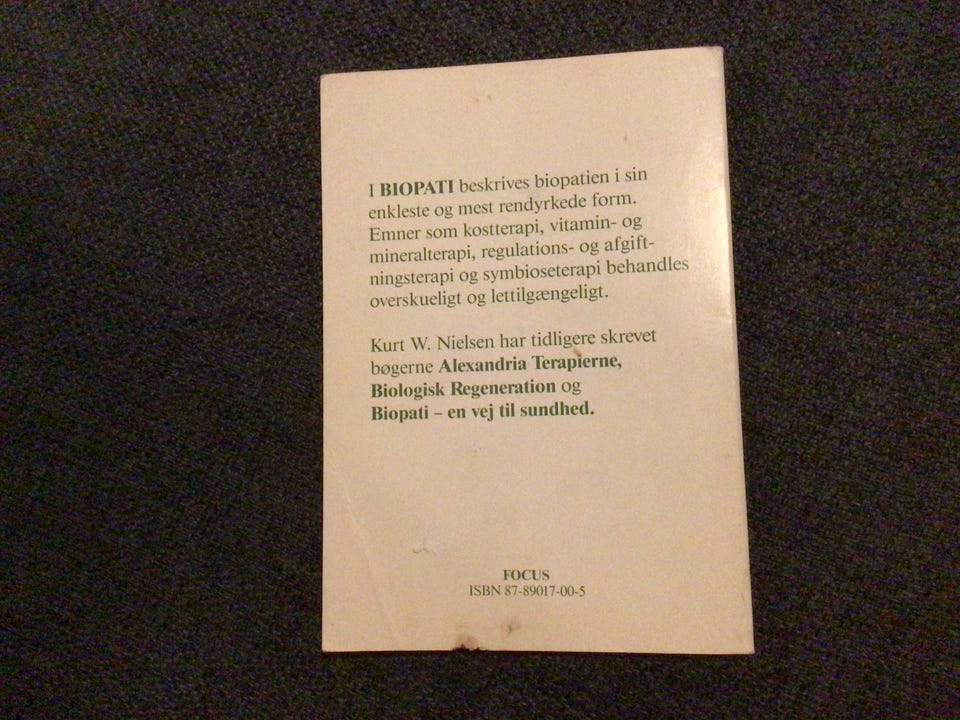 I BIOPATI beskrives biopatien i sin
enkleste og mest rendyrkede form.
Emner som kostterapi, vitamin- og
mineralterapi, regulations- og afgift-
ningsterapi og symbioseterapi behandles
overskueligt og lettilgængeligt.
Kurt W. Nielsen har tidligere skrevet
bøgerne Alexandria Terapierne,
Biologisk Regeneration og
Biopati – en vej til sundhed.
FOCUS
ISBN 87-89017-00-5